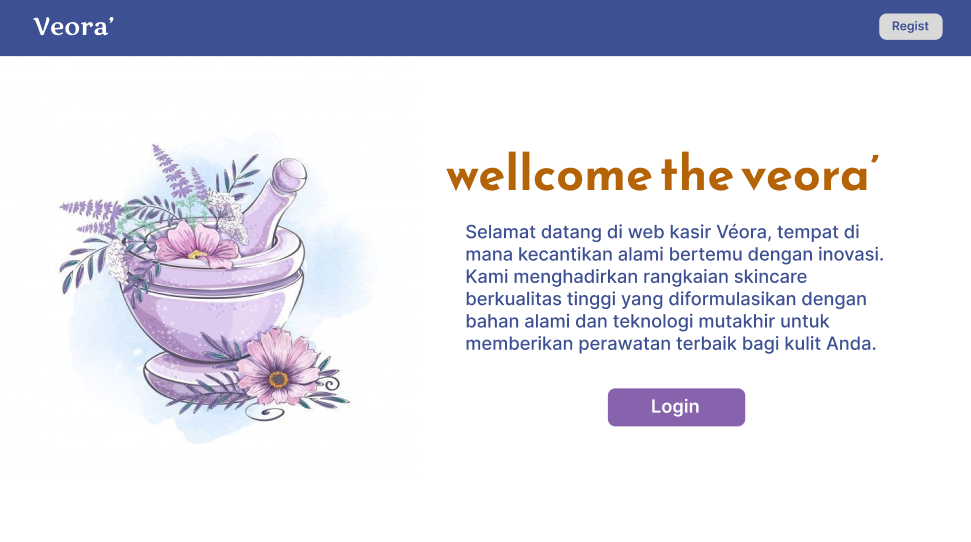 Veora’
Regist
wellcome the veora’
Selamat datang di web kasir Véora, tempat di
mana kecantikan alami bertemu dengan inovasi.
Kami menghadirkan rangkaian skincare
berkualitas tinggi yang diformulasikan dengan
bahan alami dan teknologi mutakhir untuk
memberikan perawatan terbaik bagi kulit Anda.
Login